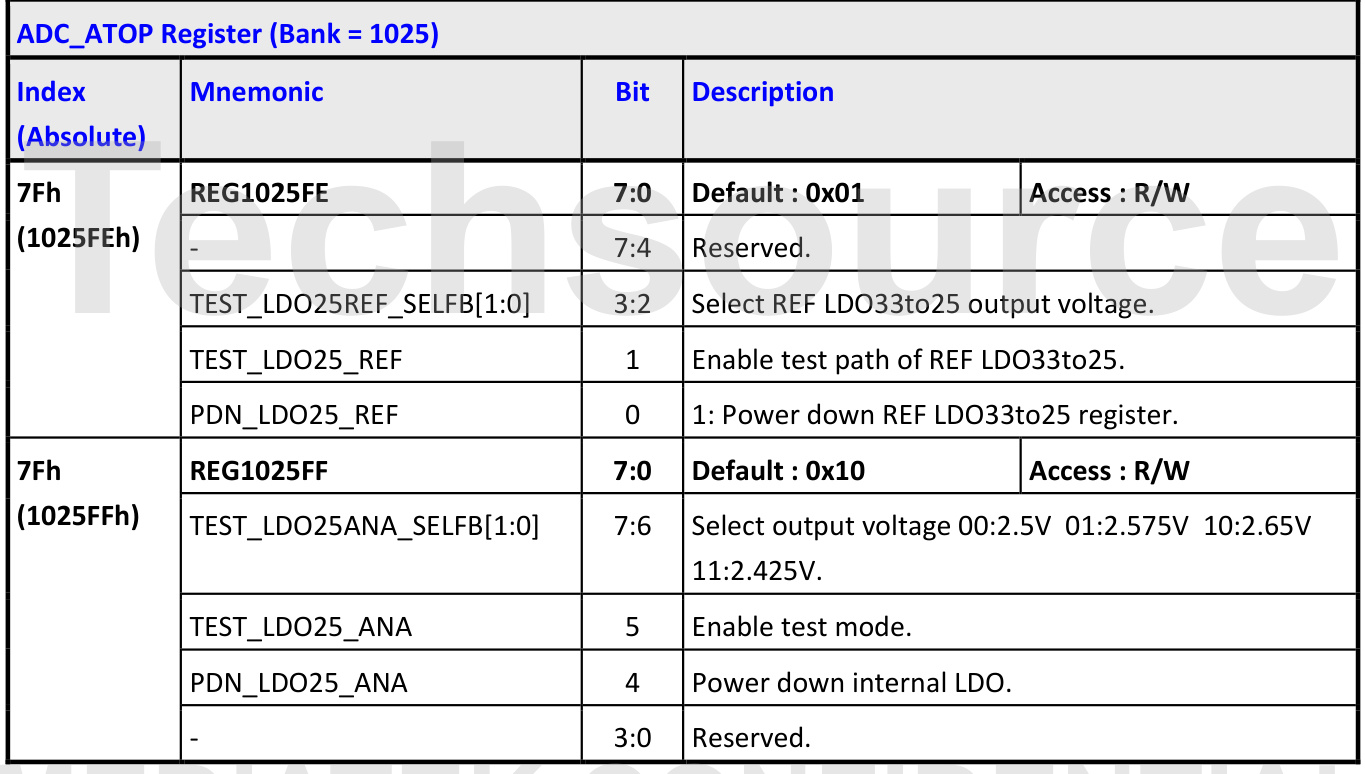 ADC_ATOP Register (Bank = 1025)
Index Mnemonic Bit Description
(Absolute)
7Fh REG1025FE 7:0 Default : 0x01 Access : R/W
(1025FEh) - 7:4 Reserved.
TEST_LDO25REF_SELFB[1:0] 3:2 Select REF LDO33to25 output voltage.
TEST_LDO25_REF 1 Enable test path of REF LDO33to25.
PDN_LDO25_REF 0 1: Power down REF LDO33to25 register.
7Fh REG1025FF 7:0 Default : 0x10 Access : R/W
(1025FFh) TEST_LDO25ANA_SELFB[1:0] 7:6 Select output voltage 00:2.5V 01:2.575V 10:2.65V
11:2.425V.
TEST_LDO25_ANA 5 Enable test mode.
PDN_LDO25_ANA 4 Power down internal LDO.
- 3:0 Reserved.
Techsource